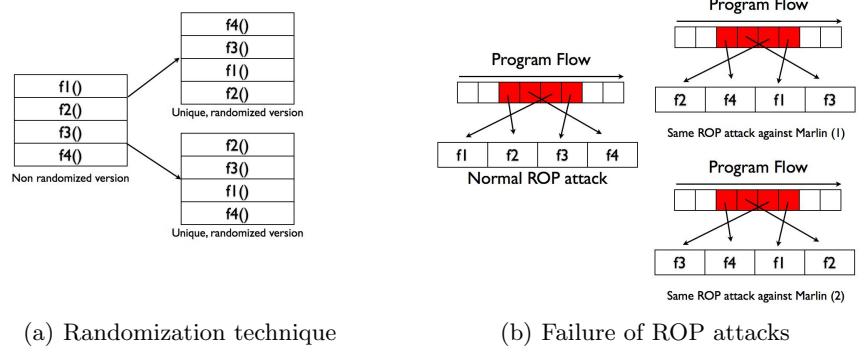 f1()
f2()
f3()
f4()
Non randomized version
f4()
f3()
f1()
f2()
Unique, randomized version
f2()
f3()
f1()
f4()
Unique, randomized version
(a) Randomization technique
Program Flow
f1 f2 f3 f4
Normal ROP attack
Program Flow
f2 f4 f1 f3
Same ROP attack against Marlin (1)
Program Flow
f3 f4 f1 f2
Same ROP attack against Marlin (2)
(b) Failure of ROP attacks